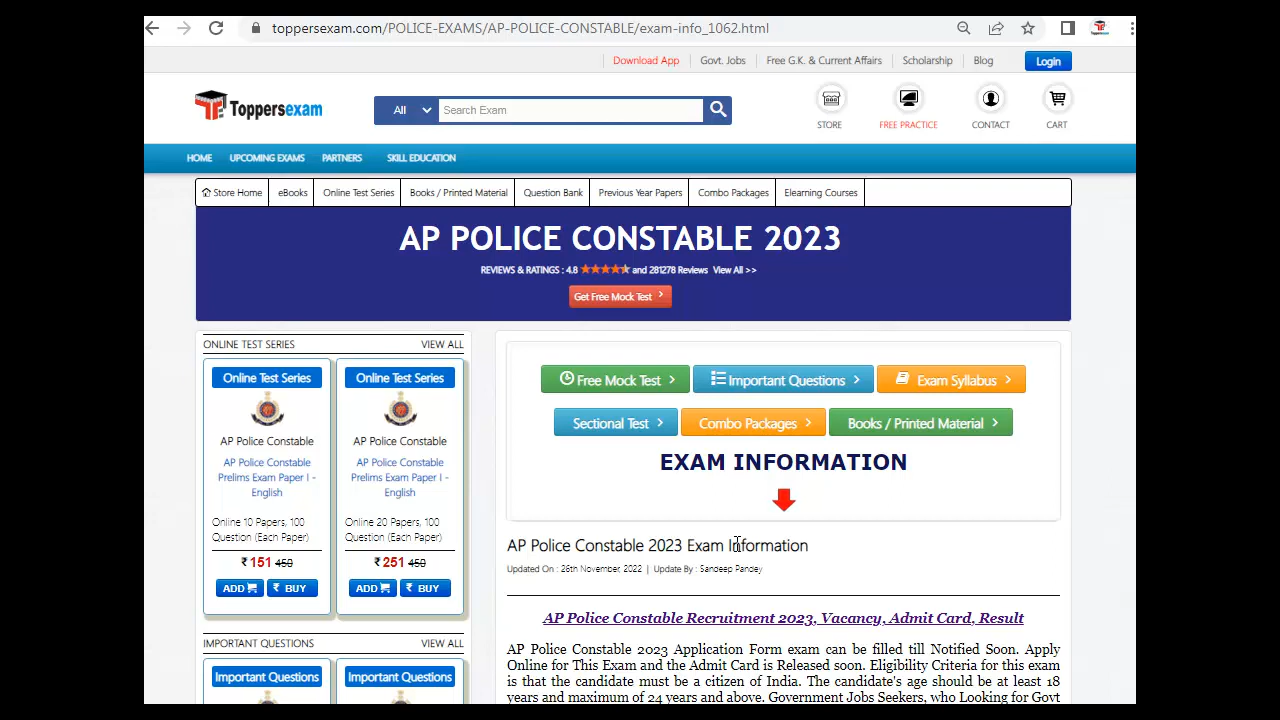 toppersexam.com/POLICE-EXAMS/AP-POLICE-CONSTABLE/exam-info_1062.html
Download App Govt. Jobs Free G.K. & Current Affairs Scholarship Blog Login
Toppersexam
All Search Exam
STORE FREE PRACTICE CONTACT CART
HOME UPCOMING EXAMS PARTNERS SKILL EDUCATION
Store Home eBooks Online Test Series Books / Printed Material Question Bank Previous Year Papers Combo Packages Elearning Courses
AP POLICE CONSTABLE 2023
REVIEWS & RATINGS : 4.8 and 281278 Reviews View All >>
Get Free Mock Test
ONLINE TEST SERIES VIEW ALL
Online Test Series
AP Police Constable
AP Police Constable
Prelims Exam Paper I -
English
Online 10 Papers, 100
Question (Each Paper)
₹ 151 450
ADD ₹ BUY
Online Test Series
AP Police Constable
AP Police Constable
Prelims Exam Paper I -
English
Online 20 Papers, 100
Question (Each Paper)
₹ 251 450
ADD ₹ BUY
IMPORTANT QUESTIONS VIEW ALL
Important Questions
Important Questions
Free Mock Test Important Questions Exam Syllabus
Sectional Test Combo Packages Books / Printed Material
EXAM INFORMATION
AP Police Constable 2023 Exam Information
Updated On : 26th November, 2022 | Update By : Sandeep Pandey
AP Police Constable Recruitment 2023, Vacancy, Admit Card, Result
AP Police Constable 2023 Application Form exam can be filled till Notified Soon. Apply
Online for This Exam and the Admit Card is Released soon. Eligibility Criteria for this exam
is that the candidate must be a citizen of India. The candidate's age should be at least 18
years and maximum of 24 years and above. Government Jobs Seekers, who Looking for Govt